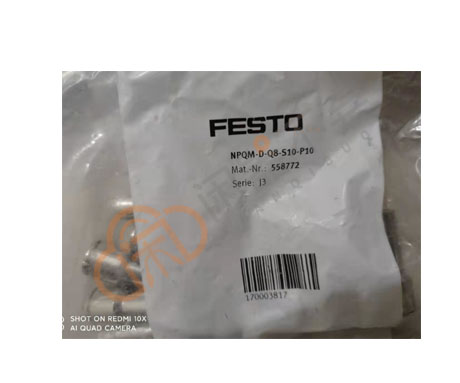 FESTO
NPQM-D-Q8-S10-P10
Mat.-Nr.: 558772
Serie: J3
170003817
SHOT ON REDMI 10X
AI QUAD CAMERA